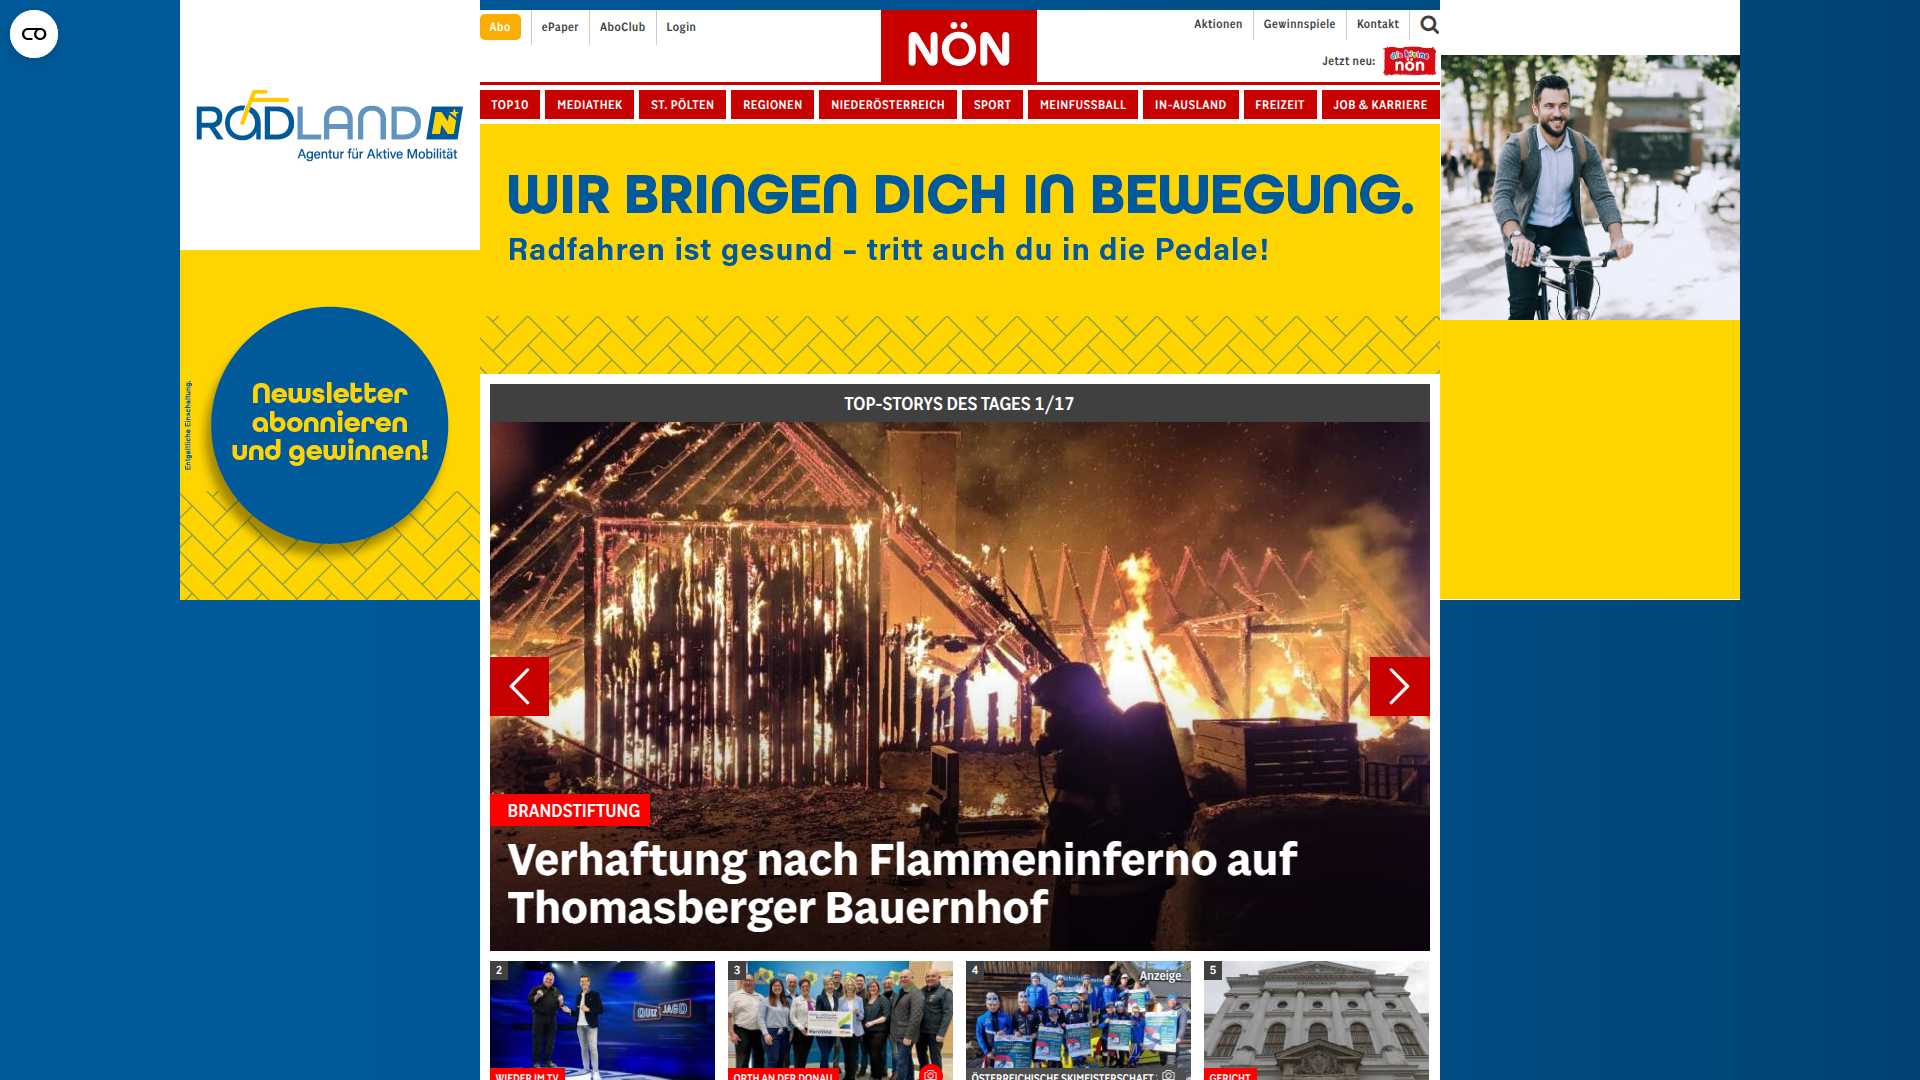 Abo
ePaper
AboClub
Login
NÖN
Aktionen
Gewinnspiele
Kontakt
Jetzt neu:
die kleine
nön
TOP10
MEDIATHEK
ST. PÖLTEN
REGIONEN
NIEDERÖSTERREICH
SPORT
MEINFUSSBALL
IN-AUSLAND
FREIZEIT
JOB & KARRIERE
RADLAND N
Agentur für Aktive Mobilität
WIR BRINGEN DICH IN BEWEGUNG.
Radfahren ist gesund – tritt auch du in die Pedale!
Newsletter
abonnieren
und gewinnen!
Entgeltliche Einschaltung.
TOP-STORYS DES TAGES 1/17
BRANDSTIFTUNG
Verhaftung nach Flammeninferno auf
Thomasberger Bauernhof
2
QUIZ JAGD
WIEDER IM TV
3
ORTH AN DER DONAU
4
Anzeige
ÖSTERREICHISCHE SKIMEISTERSCHAFT
5
GERICHT